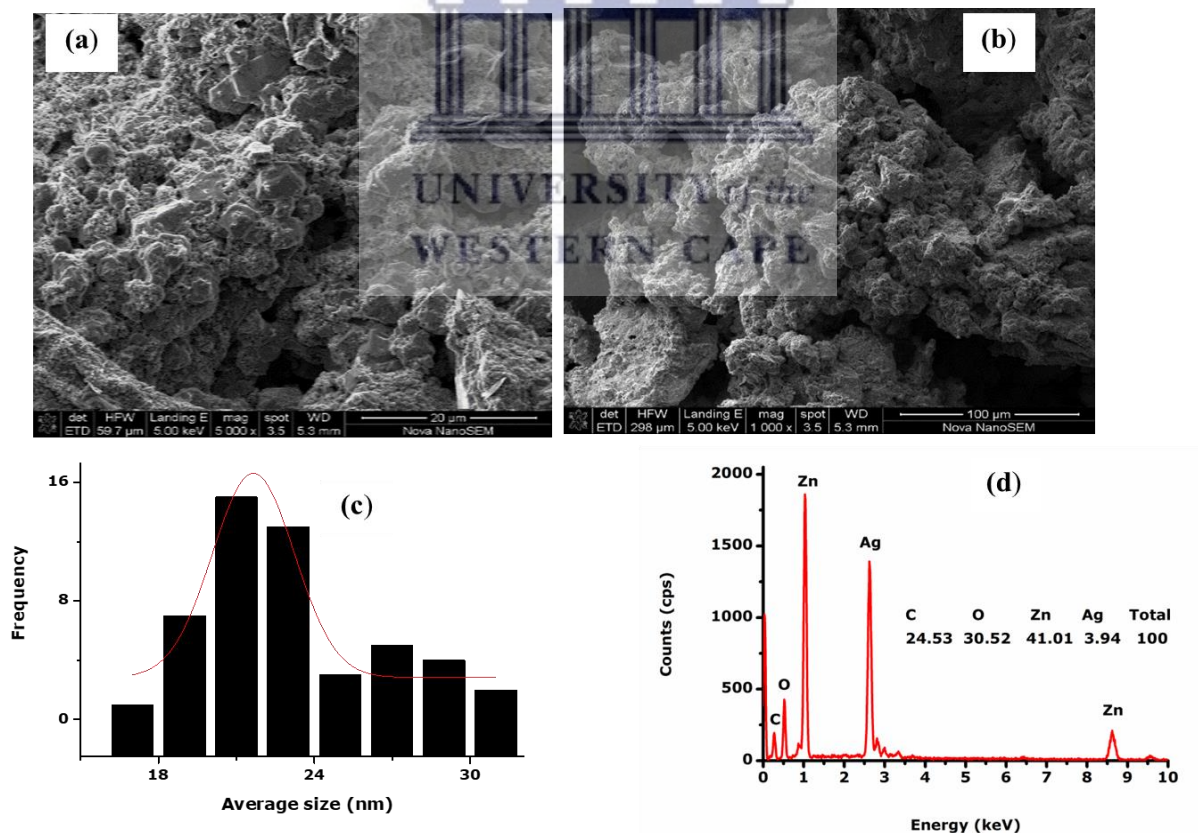 (a)
(b)
UNIVERSITY of the
WESTERN CAPE
det HFW Landing E mag spot WD 20 µm
ETD 59.7 µm 5.00 keV 5 000 x 3.5 5.3 mm Nova NanoSEM
det HFW Landing E mag spot WD 100 µm
ETD 298 µm 5.00 keV 1 000 x 3.5 5.3 mm Nova NanoSEM
(c)
16
8
0
Frequency
18 24 30
Average size (nm)
(d)
2000
1500
1000
500
0
Counts (cps)
Zn
Ag
O
C
Zn
C O Zn Ag Total
24.53 30.52 41.01 3.94 100
0 1 2 3 4 5 6 7 8 9 10
Energy (keV)